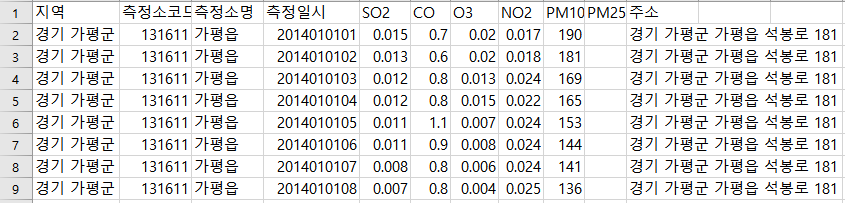 1 지역 측정소코드 측정소명 측정일시 SO2 CO O3 NO2 PM10 PM25 주소
2 경기 가평군 131611 가평읍 2014010101 0.015 0.7 0.02 0.017 190 경기 가평군 가평읍 석봉로 181
3 경기 가평군 131611 가평읍 2014010102 0.013 0.6 0.02 0.018 181 경기 가평군 가평읍 석봉로 181
4 경기 가평군 131611 가평읍 2014010103 0.012 0.8 0.013 0.024 169 경기 가평군 가평읍 석봉로 181
5 경기 가평군 131611 가평읍 2014010104 0.012 0.8 0.015 0.022 165 경기 가평군 가평읍 석봉로 181
6 경기 가평군 131611 가평읍 2014010105 0.011 1.1 0.007 0.024 153 경기 가평군 가평읍 석봉로 181
7 경기 가평군 131611 가평읍 2014010106 0.011 0.9 0.008 0.024 144 경기 가평군 가평읍 석봉로 181
8 경기 가평군 131611 가평읍 2014010107 0.008 0.8 0.006 0.024 141 경기 가평군 가평읍 석봉로 181
9 경기 가평군 131611 가평읍 2014010108 0.007 0.8 0.004 0.025 136 경기 가평군 가평읍 석봉로 181